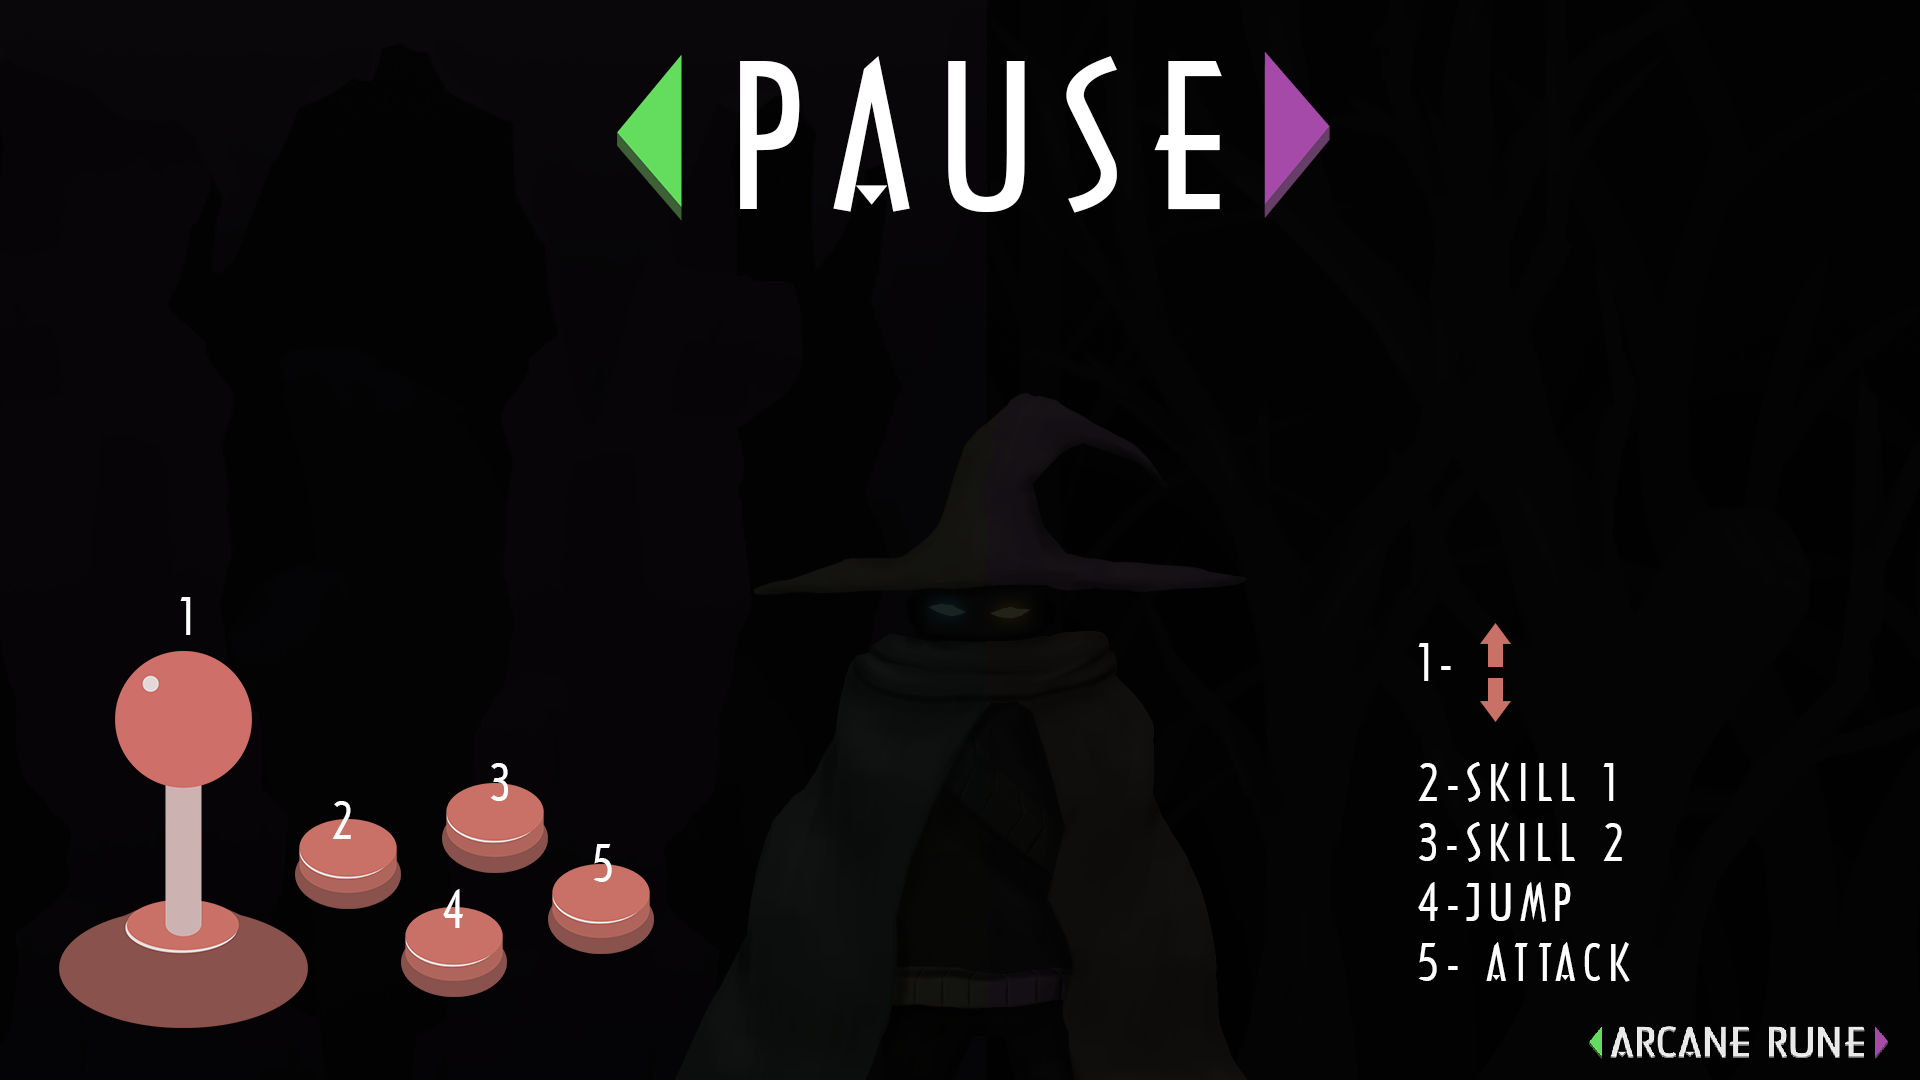 PAUSE
1
3
2
5
4
1-
2-SKILL 1
3-SKILL 2
4-JUMP
5- ATTACK
ARCANE RUNE